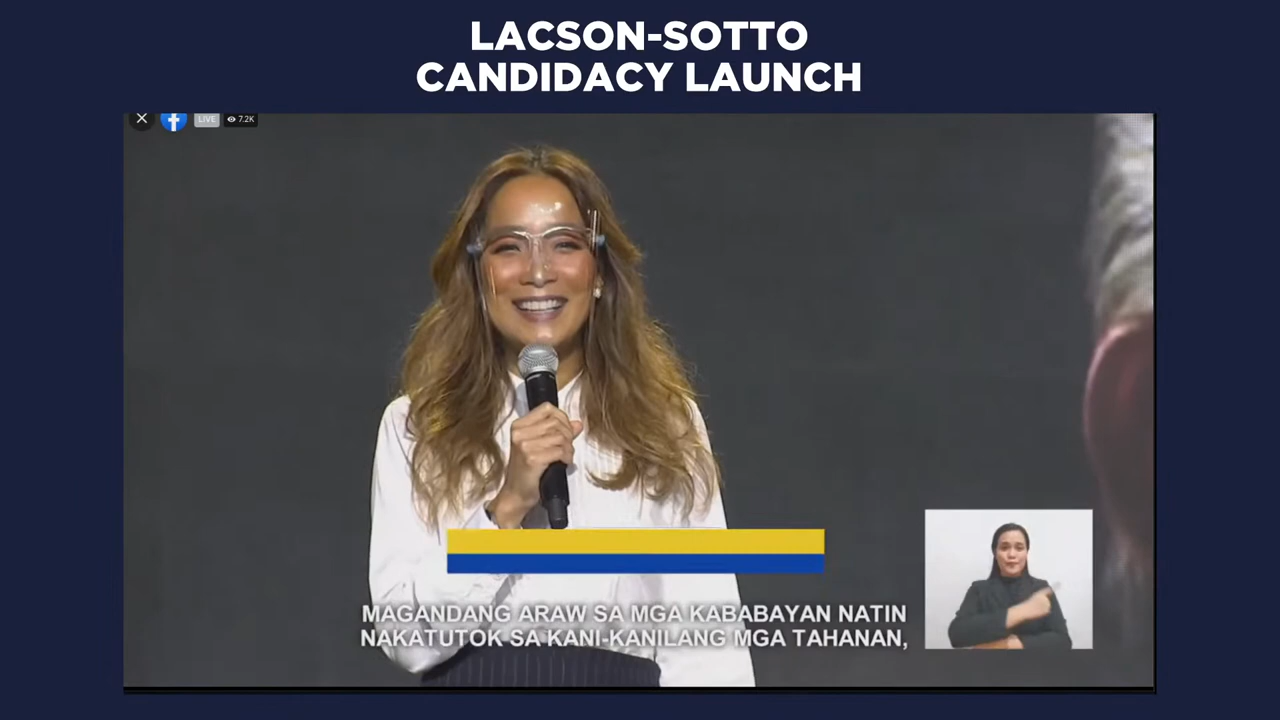 LACSON-SOTTO
CANDIDACY LAUNCH
LIVE 7.2K
MAGANDANG ARAW SA MGA KABABAYAN NATIN
NAKATUTOK SA KANI-KANILANG MGA TAHANAN,